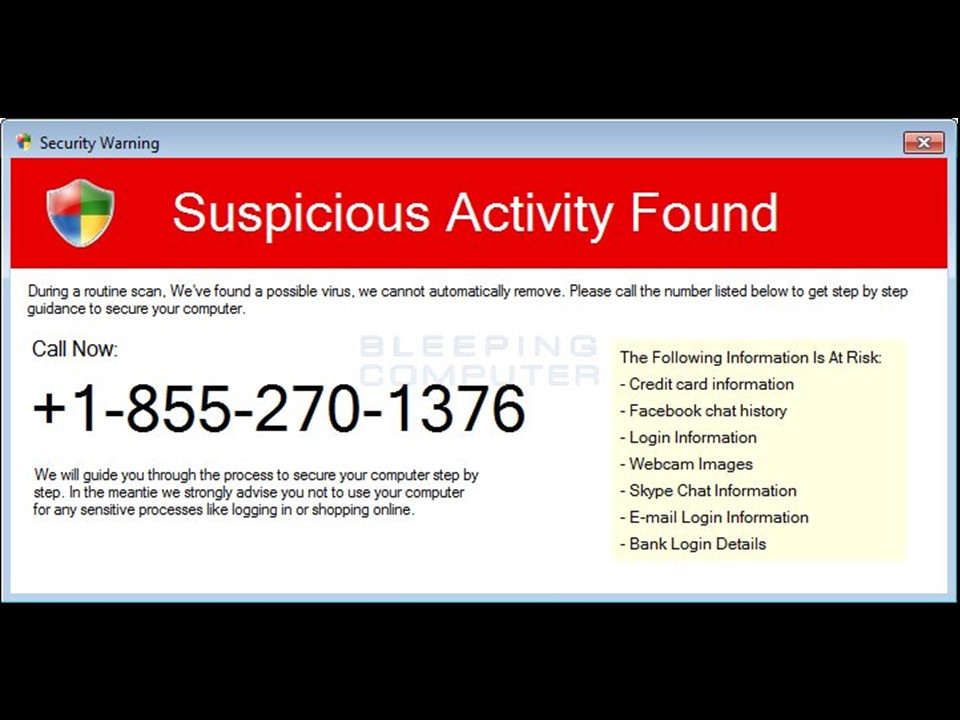 Security Warning
Suspicious Activity Found
During a routine scan, We've found a possible virus, we cannot automatically remove. Please call the number listed below to get step by step
guidance to secure your computer.
BLEEPING
COMPUTER
Call Now:
+1-855-270-1376
We will guide you through the process to secure your computer step by
step. In the meantie we strongly advise you not to use your computer
for any sensitive processes like logging in or shopping online.
The Following Information Is At Risk:
- Credit card information
- Facebook chat history
- Login Information
- Webcam Images
- Skype Chat Information
- E-mail Login Information
- Bank Login Details